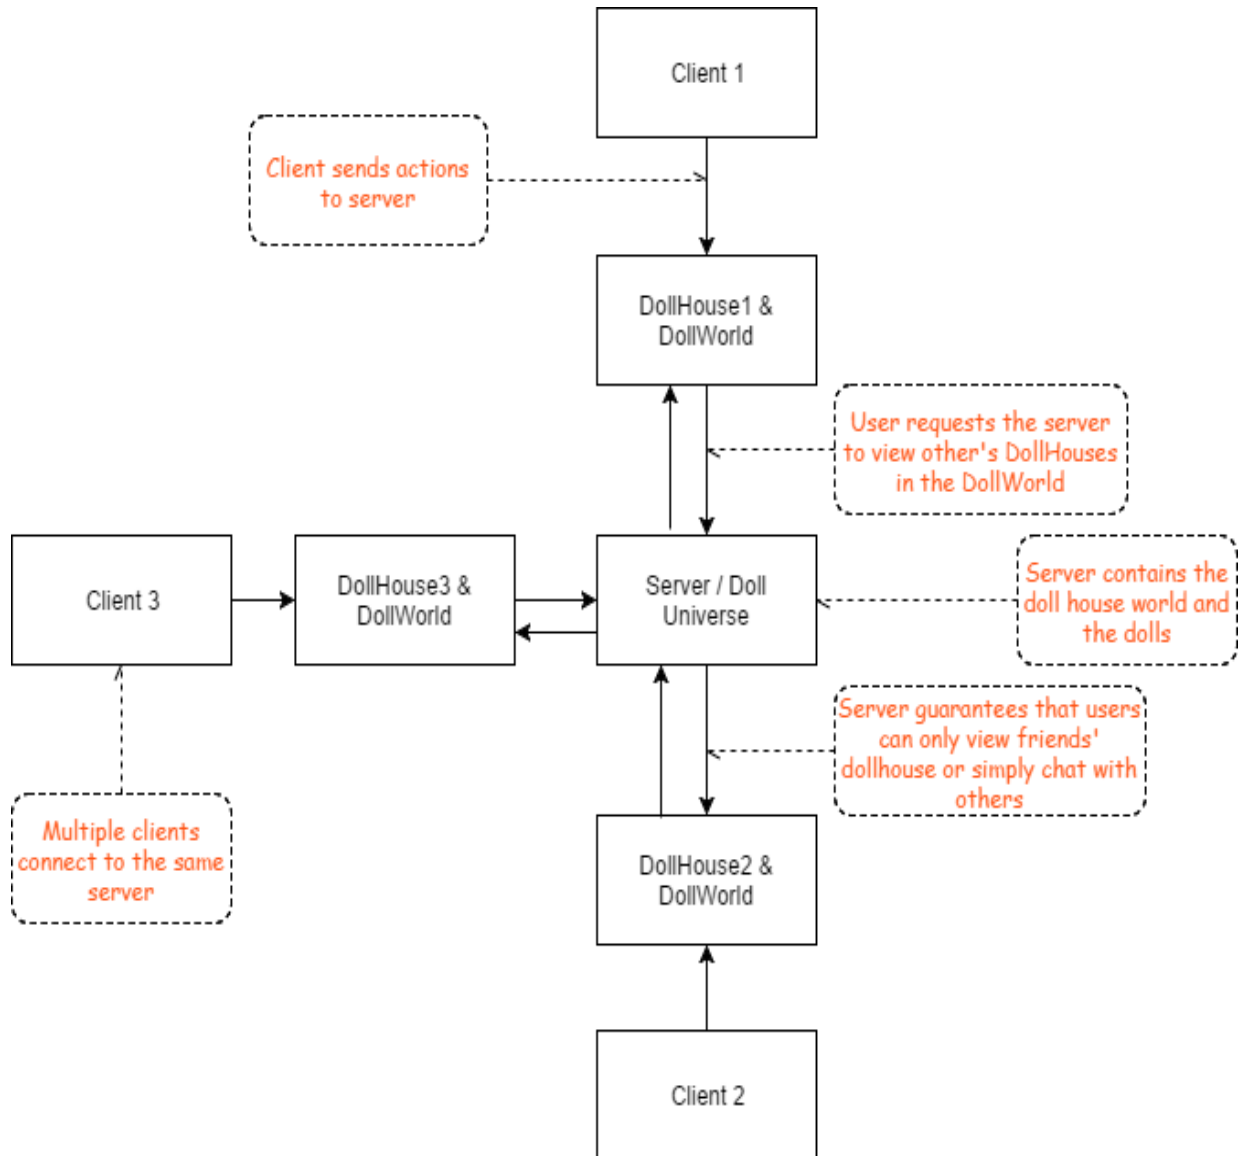 Client 1
Client sends actions
to server
DollHouse1 &
DollWorld
User requests the server
to view other's DollHouses
in the DollWorld
Client 3
DollHouse3 &
DollWorld
Server / Doll
Universe
Server contains the
doll house world and
the dolls
Server guarantees that users
can only view friends'
dollhouse or simply chat with
others
Multiple clients
connect to the same
server
DollHouse2 &
DollWorld
Client 2